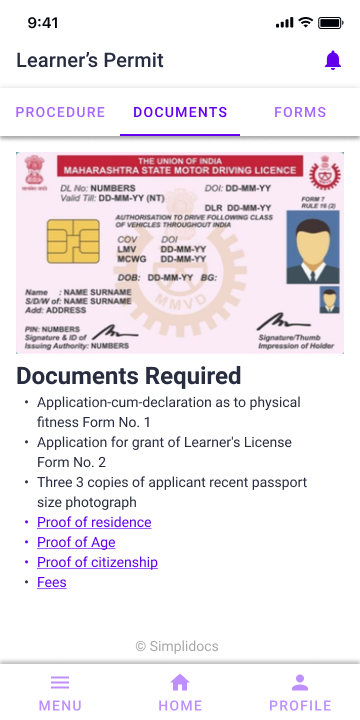 9:41
Learner’s Permit
PROCEDURE
DOCUMENTS
FORMS
THE UNION OF INDIA
MAHARASHTRA STATE MOTOR DRIVING LICENCE
DL No: NUMBERS
DOI: DD-MM-YY
Valid Till: DD-MM-YY (NT)
DLR DD-MM-YY
FORM 7
RULE 16 (2)
AUTHORISATION TO DRIVE FOLLOWING CLASS
OF VEHICLES THROUGHOUT INDIA
COV DOI
LMV DD-MM-YY
MCWG DD-MM-YY
DOB: DD-MM-YY BG:
MMVD
Name : NAME SURNAME
S/D/W of: NAME SURNAME
Add: ADDRESS
PIN: NUMBERS
Signature & ID of
Issuing Authority: NUMBERS
Signature/Thumb
Impression of Holder
Documents Required
• Application-cum-declaration as to physical
fitness Form No. 1
• Application for grant of Learner's License
Form No. 2
• Three 3 copies of applicant recent passport
size photograph
• Proof of residence
• Proof of Age
• Proof of citizenship
• Fees
© Simplidocs
MENU
HOME
PROFILE